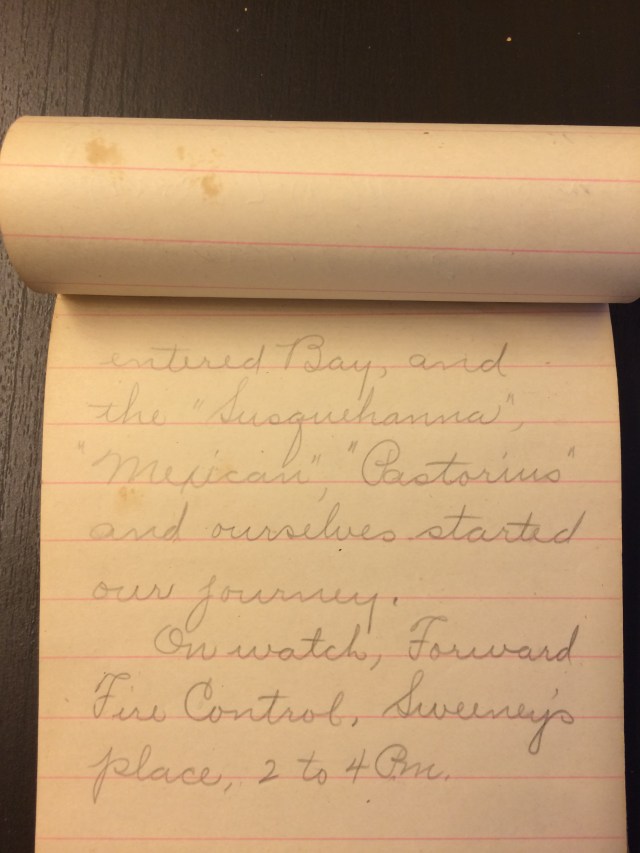 entered Bay, and
the "Susquehanna",
"Mexican", "Pastorius"
and ourselves started
our journey.
On watch, Forward
Fire Control, Sweeney's
place, 2 to 4 Pm.